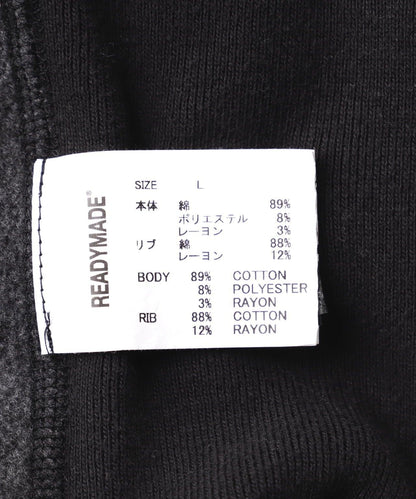 READYMADE®
SIZE L
本体 綿 89%
ポリエステル 8%
レーヨン 3%
リブ 綿 88%
レーヨン 12%
BODY 89% COTTON
8% POLYESTER
3% RAYON
RIB 88% COTTON
12% RAYON